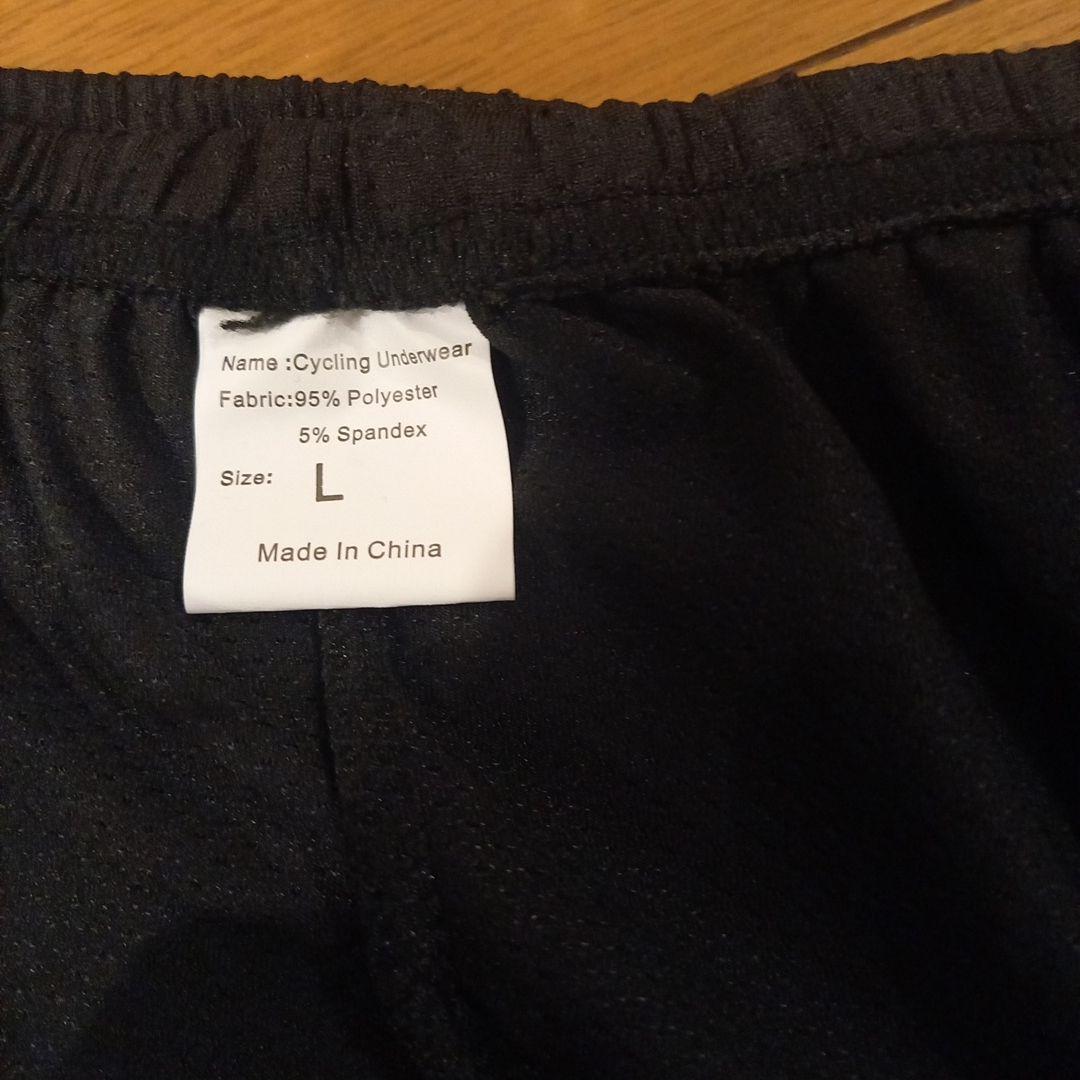 Name :Cycling Underwear
Fabric:95% Polyester
5% Spandex
Size: L
Made In China